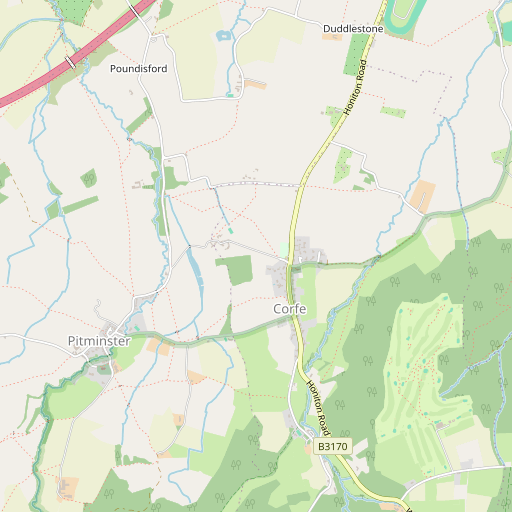 Duddlestone
Poundisford
Honiton Road
Corfe
Pitminster
Honiton Road
B3170